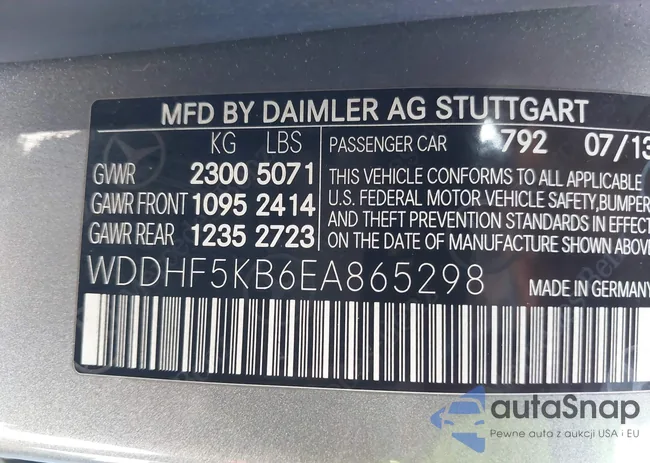 MFD BY DAIMLER AG STUTTGART
KG LBS
GVWR 2300 5071
GAWR FRONT 1095 2414
GAWR REAR 1235 2723
PASSENGER CAR 792 07/13
THIS VEHICLE CONFORMS TO ALL APPLICABLE
U.S. FEDERAL MOTOR VEHICLE SAFETY,BUMPER
AND THEFT PREVENTION STANDARDS IN EFFECT
ON THE DATE OF MANUFACTURE SHOWN ABOVE
WDDHF5KB6EA865298
MADE IN GERMANY
autaSnap
Pewne auta z aukcji USA i EU